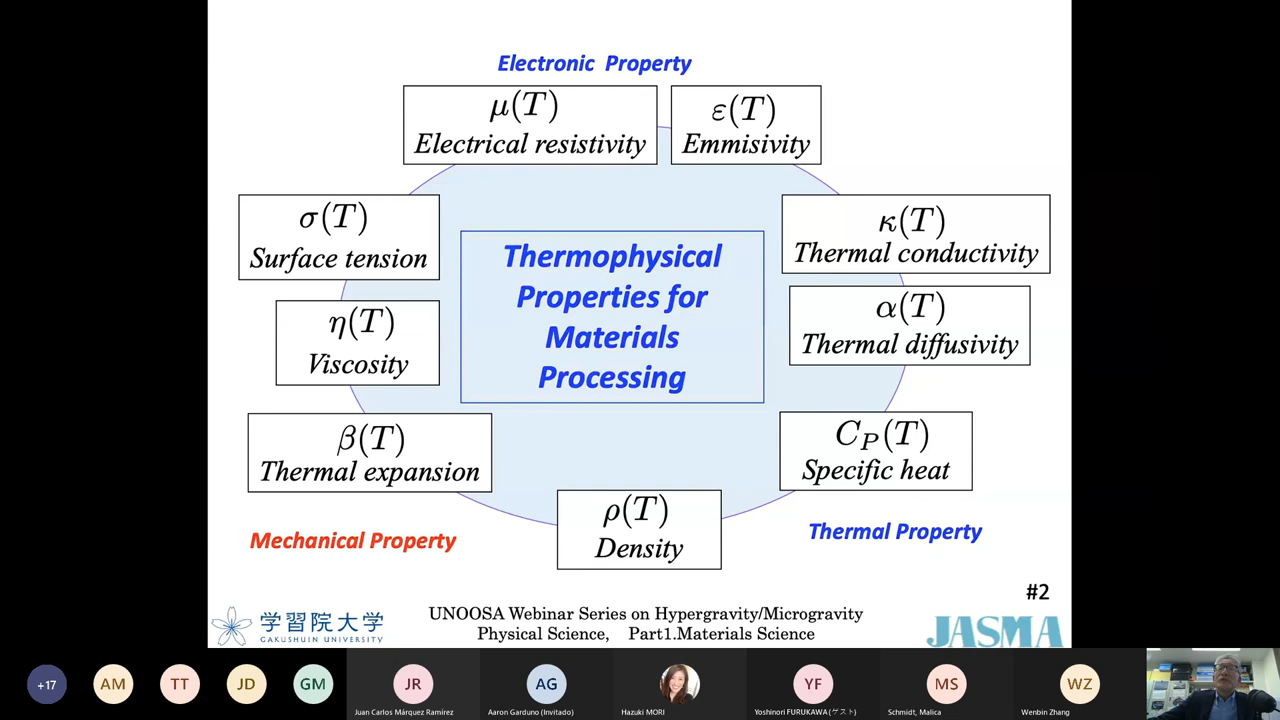 Electronic Property
μ(T)
Electrical resistivity
ε(T)
Emmisivity
σ(T)
Surface tension
κ(T)
Thermal conductivity
η(T)
Viscosity
α(T)
Thermal diffusivity
Thermophysical
Properties for
Materials
Processing
β(T)
Thermal expansion
C_P(T)
Specific heat
ρ(T)
Density
Mechanical Property
Thermal Property
#2
学習院大学
GAKUSHUIN UNIVERSITY
UNOOSA Webinar Series on Hypergravity/Microgravity
Physical Science, Part1.Materials Science
JASMA
+17
AM
TT
JD
GM
JR
Juan Carlos Márquez Ramírez
AG
Aaron Garduno (Invitado)
Hazuki MORI
YF
Yoshinori FURUKAWA (ゲスト)
MS
Schmidt, Malica
WZ
Wenbin Zhang